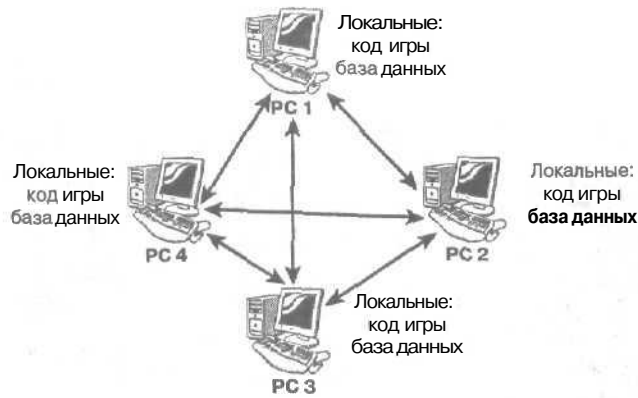 Локальные:
код игры
база данных
PC 1
Локальные:
код игры
база данных
PC 4
Локальные:
код игры
база данных
PC 2
Локальные:
код игры
база данных
PC 3